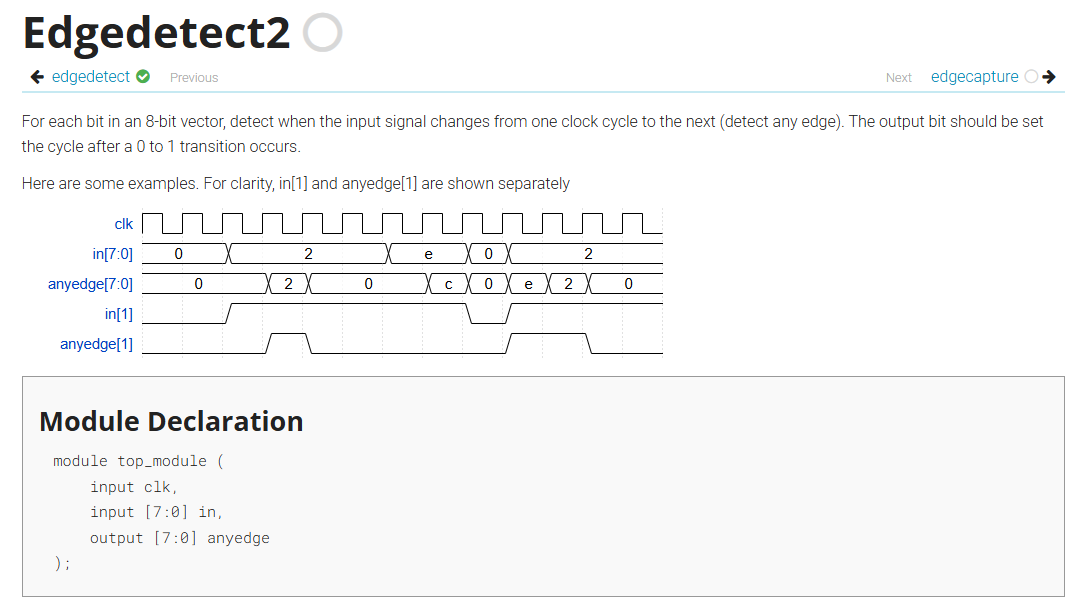 Edgedetect2
edgedetect Previous
Next edgecapture
For each bit in an 8-bit vector, detect when the input signal changes from one clock cycle to the next (detect any edge). The output bit should be set
the cycle after a 0 to 1 transition occurs.
Here are some examples. For clarity, in[1] and anyedge[1] are shown separately
clk
in[7:0] 0 2 e 0 2
anyedge[7:0] 0 2 0 c 0 e 2 0
in[1]
anyedge[1]
Module Declaration
module top_module (
input clk,
input [7:0] in,
output [7:0] anyedge
);